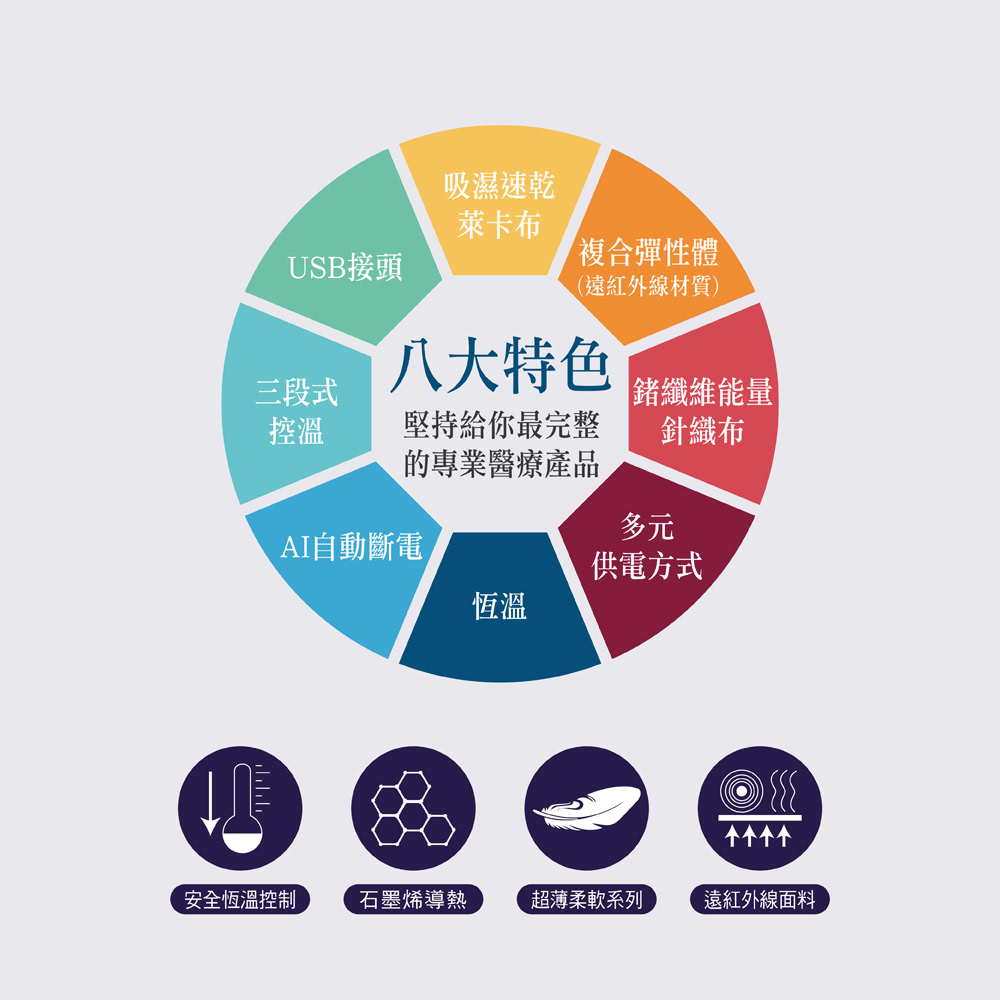 吸濕速乾
萊卡布
複合彈性體
(遠紅外線材質)
鍺纖維能量
針織布
多元
供電方式
恆溫
AI自動斷電
三段式
控溫
USB接頭
八大特色
堅持給你最完整
的專業醫療產品
安全恆溫控制
石墨烯導熱
超薄柔軟系列
遠紅外線面料